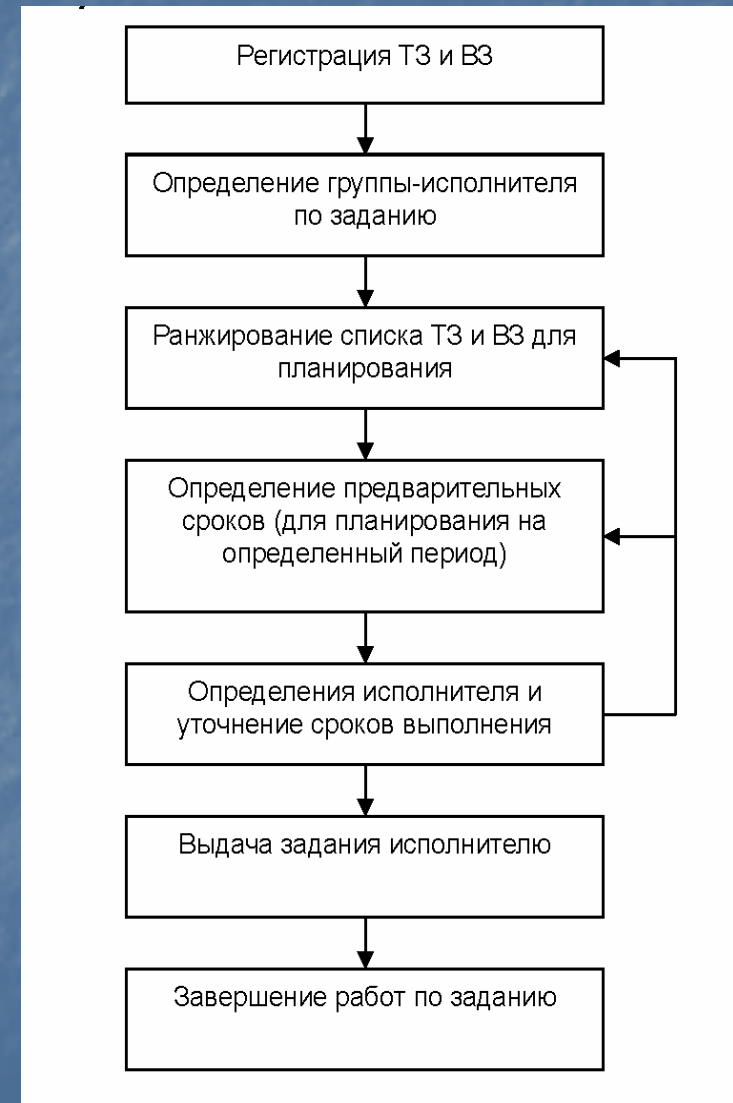 Регистрация ТЗ и ВЗ
Определение группы-исполнителя
по заданию
Ранжирование списка ТЗ и ВЗ для
планирования
Определение предварительных
сроков (для планирования на
определенный период)
Определения исполнителя и
уточнение сроков выполнения
Выдача задания исполнителю
Завершение работ по заданию